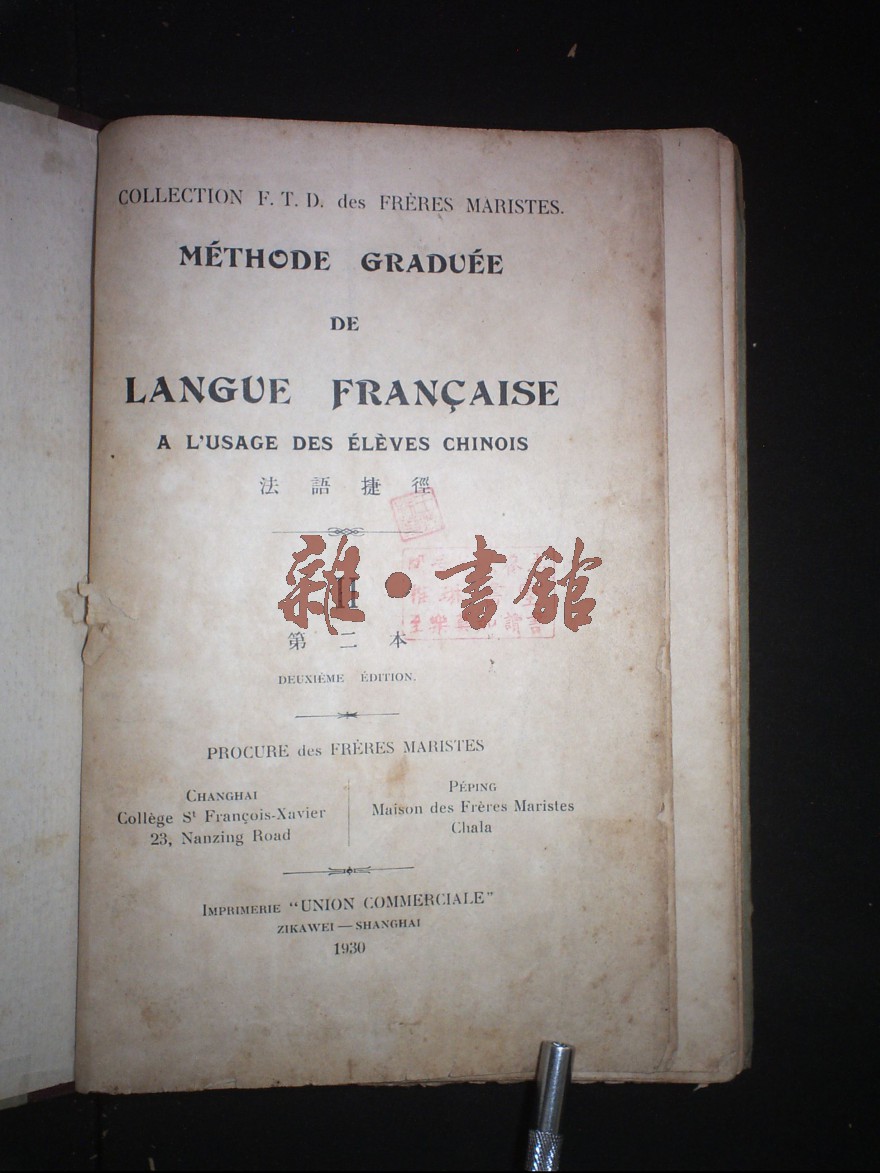 COLLECTION F. T. D. des FRÈRES MARISTES.
MÉTHODE GRADUÉE
DE
LANGUE FRANÇAISE
A L'USAGE DES ÉLÈVES CHINOIS
法 語 捷 徑
雜・書館
II
第 二 本
DEUXIÈME ÉDITION.
PROCURE des FRÈRES MARISTES
CHANGHAI
Collège St François-Xavier
23, Nanzing Road
PÉPING
Maison des Frères Maristes
Chala
IMPRIMERIE "UNION COMMERCIALE"
ZIKAWEI — SHANGHAI
1930